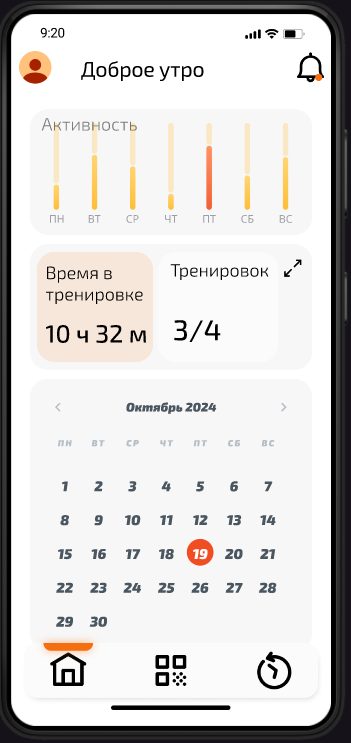 9:20
Доброе утро
Активность
ПН ВТ СР ЧТ ПТ СБ ВС
Время в
тренировке
10 ч 32 м
Тренировок
3/4
Октябрь 2024
ПН ВТ СР ЧТ ПТ СБ ВС
1 2 3 4 5 6 7
8 9 10 11 12 13 14
15 16 17 18 19 20 21
22 23 24 25 26 27 28
29 30